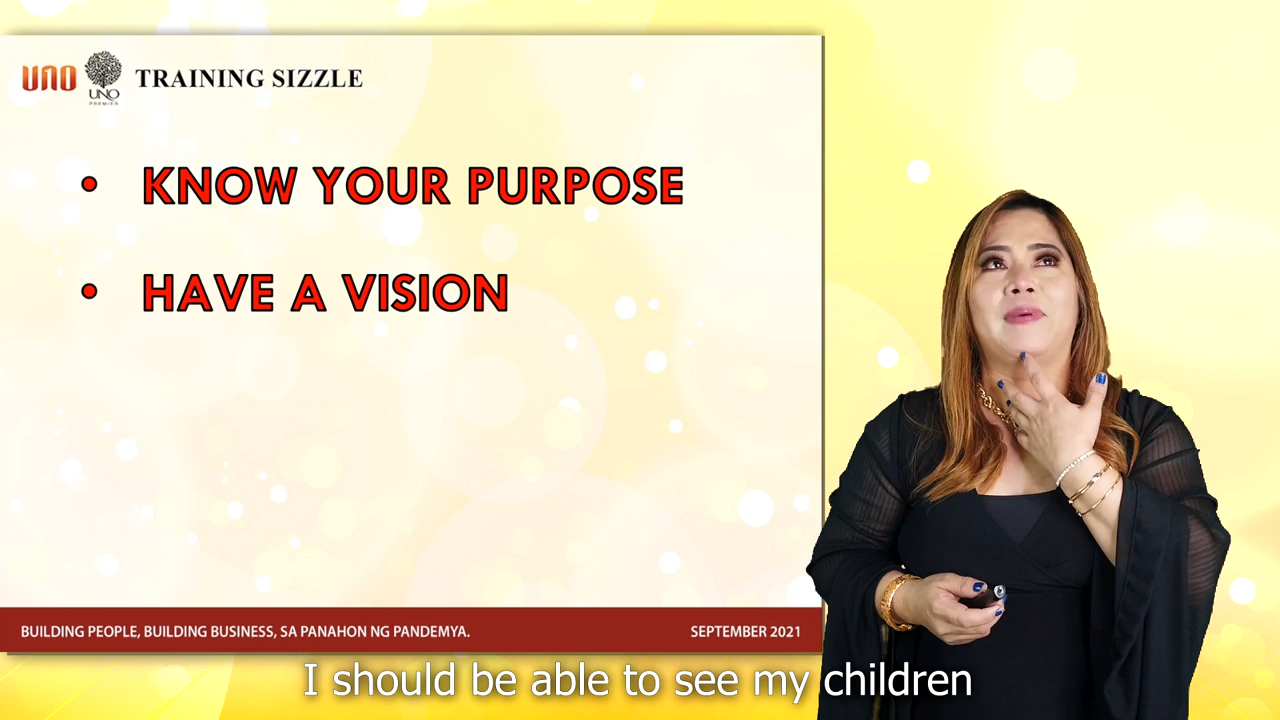 UNO
UNO
PREMIER
TRAINING SIZZLE
• KNOW YOUR PURPOSE
• HAVE A VISION
BUILDING PEOPLE, BUILDING BUSINESS, SA PANAHON NG PANDEMYA.
SEPTEMBER 2021
I should be able to see my children